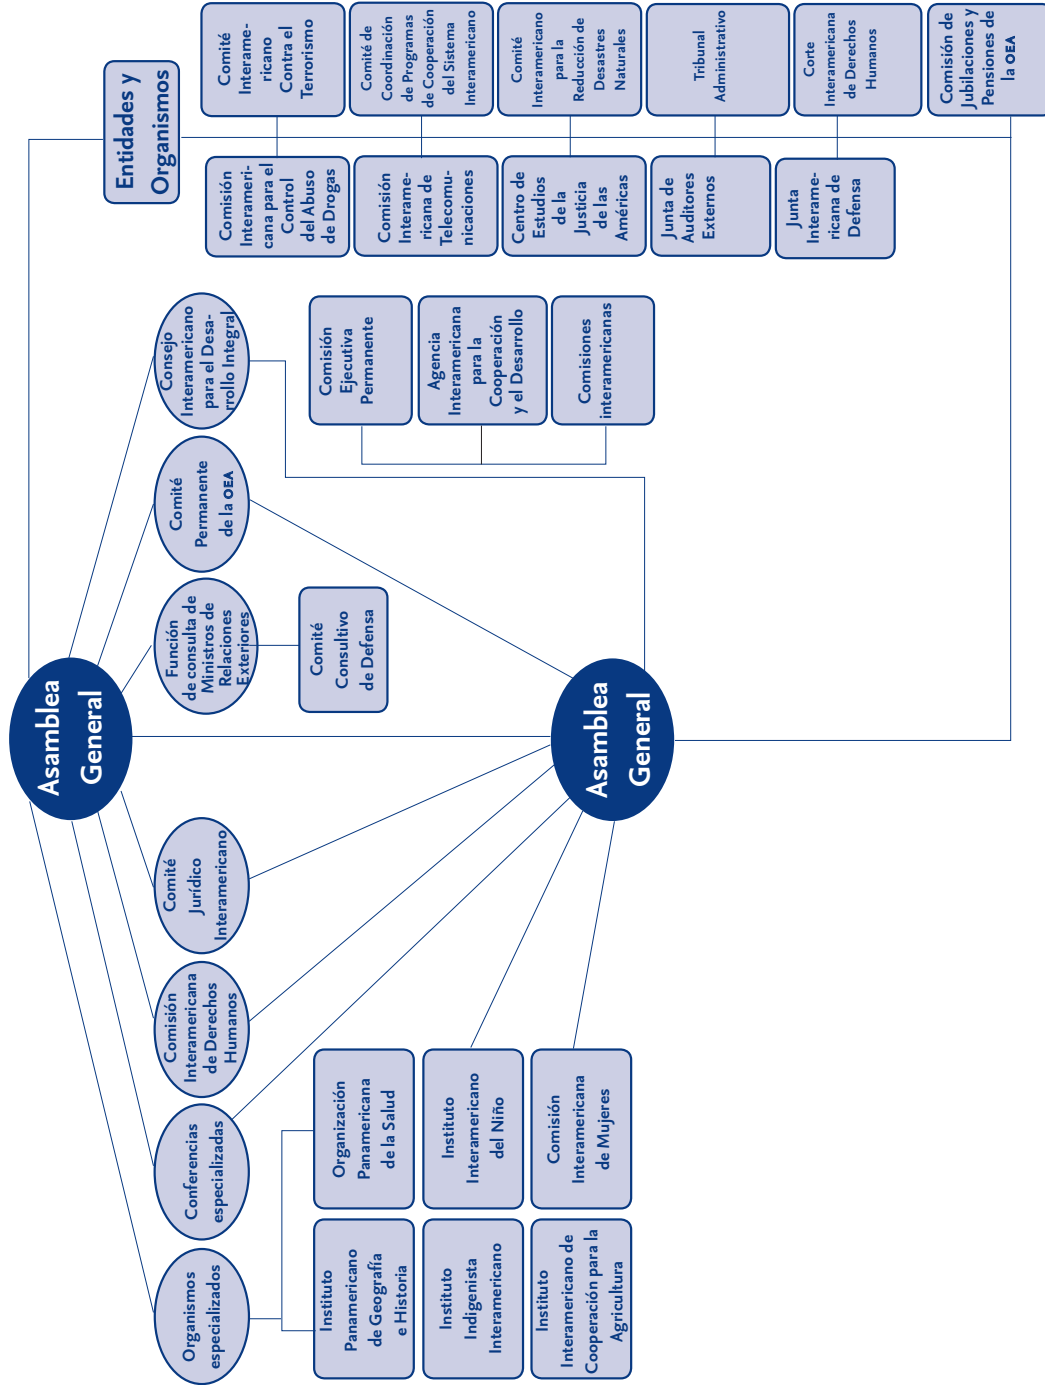 Asamblea
General
Entidades y
Organismos
Organismos
especializados
Conferencias
especializadas
Comisión
Interamericana
de Derechos
Humanos
Comité
Jurídico
Interamericano
Función
de consulta de
Ministros de
Relaciones
Exteriores
Comité
Permanente
de la OEA
Consejo
Interamericano
para el Desa-
rrollo Integral
Comisión
Interameri-
cana para el
Control
del Abuso
de Drogas
Comité
Interame-
ricano
Contra el
Terrorismo
Comisión
Interame-
ricana de
Telecomu-
nicaciones
Comité de
Coordinación
de Programas
de Cooperación
del Sistema
Interamericano
Centro de
Estudios
de la
Justicia
de las
Américas
Comité
Interamericano
para la
Reducción de
Desastres
Naturales
Junta de
Auditores
Externos
Tribunal
Administrativo
Junta
Interame-
ricana de
Defensa
Corte
Interamericana
de Derechos
Humanos
Comisión de
Jubilaciones y
Pensiones de
la OEA
Comité
Consultivo
de Defensa
Comisión
Ejecutiva
Permanente
Agencia
Interamericana
para la
Cooperación
y el Desarrollo
Comisiones
interamericanas
Instituto
Panamericano
de Geografía
e Historia
Organización
Panamericana
de la Salud
Instituto
Indigenista
Interamericano
Instituto
Interamericano
del Niño
Instituto
Interamericano de
Cooperación para la
Agricultura
Comisión
Interamericana
de Mujeres
Asamblea
General